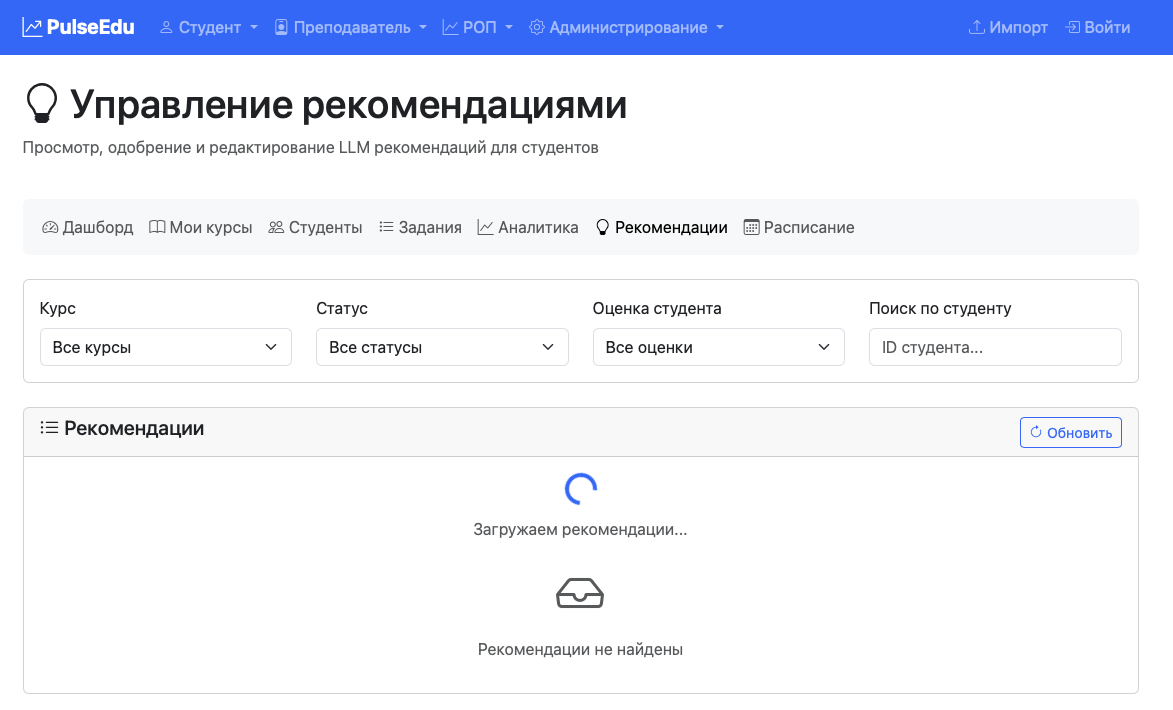 PulseEdu Студент Преподаватель РОП Администрирование Импорт Войти
Управление рекомендациями
Просмотр, одобрение и редактирование LLM рекомендаций для студентов
Дашборд Мои курсы Студенты Задания Аналитика Рекомендации Расписание
Курс Статус Оценка студента Поиск по студенту
Все курсы Все статусы Все оценки ID студента...
Рекомендации Обновить
Загружаем рекомендации...
Рекомендации не найдены